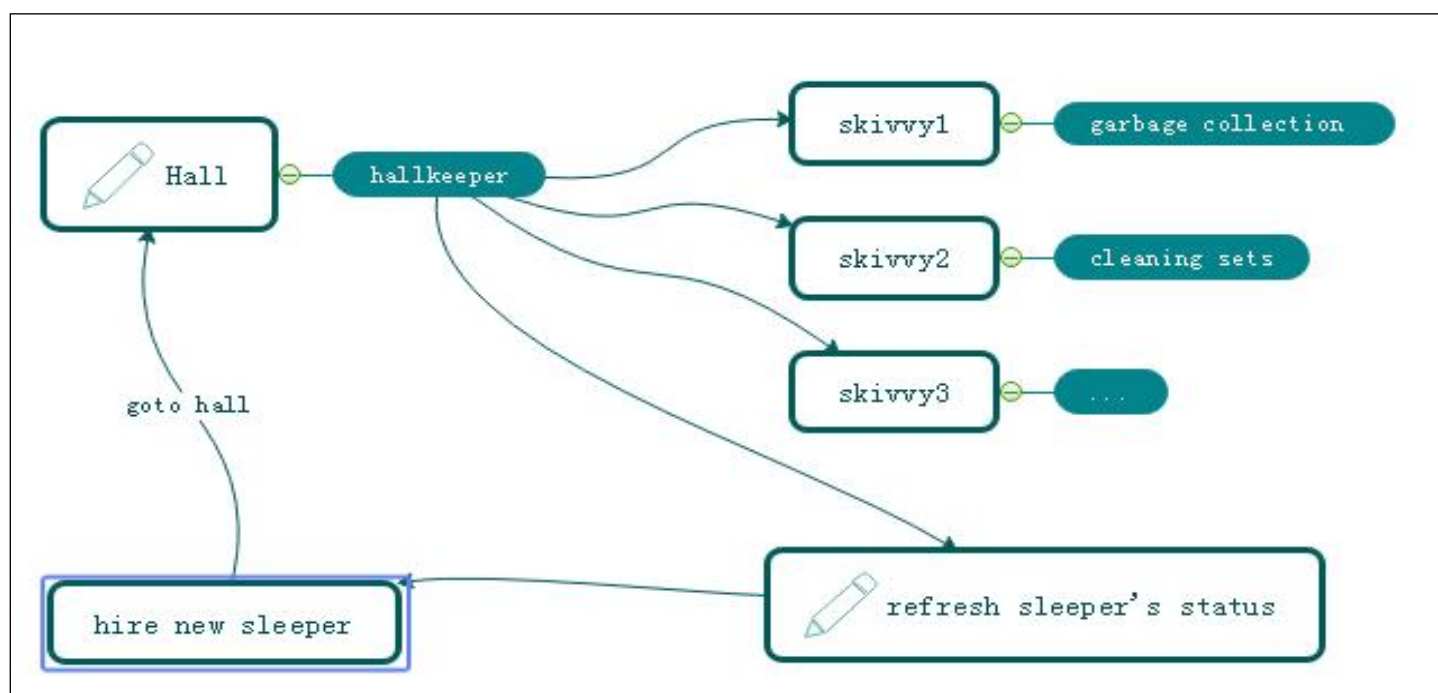 skivvy1
garbage collection
Hall
hallkeeper
skivvy2
cleaning sets
skivvy3
...
goto hall
refresh sleeper's status
hire new sleeper